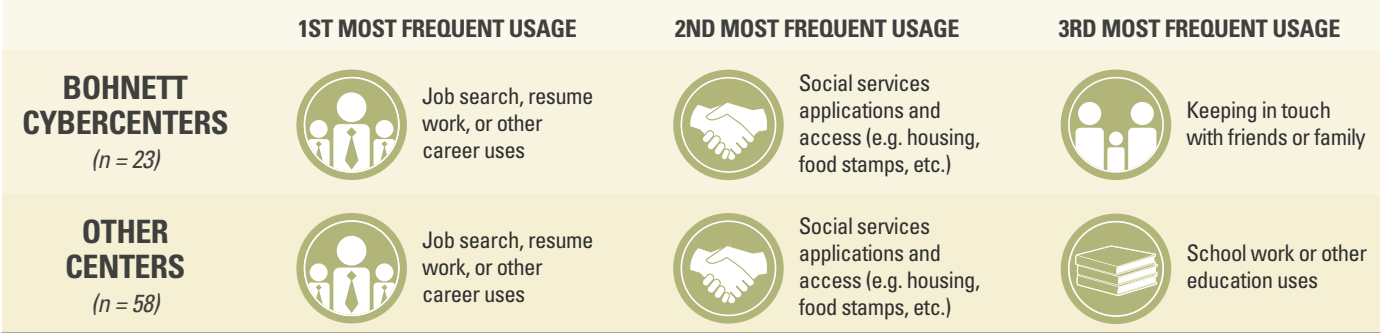 1ST MOST FREQUENT USAGE 2ND MOST FREQUENT USAGE 3RD MOST FREQUENT USAGE
BOHNETT
CYBERCENTERS
(n = 23)
Job search, resume
work, or other
career uses
Social services
applications and
access (e.g. housing,
food stamps, etc.)
Keeping in touch
with friends or family
OTHER
CENTERS
(n = 58)
Job search, resume
work, or other
career uses
Social services
applications and
access (e.g. housing,
food stamps, etc.)
School work or other
education uses